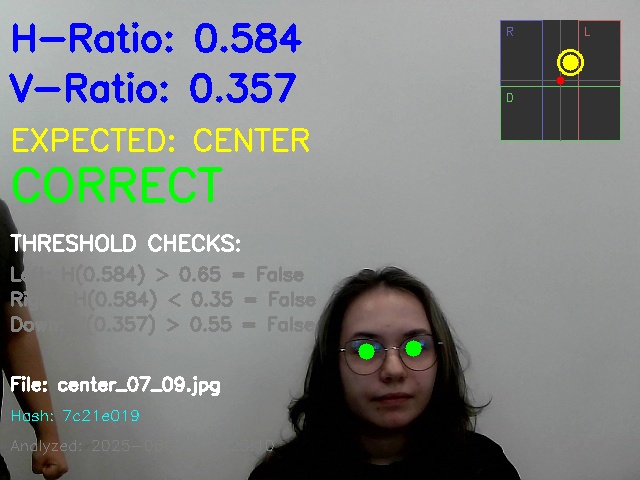 H-Ratio: 0.584
V-Ratio: 0.357
EXPECTED: CENTER
CORRECT
THRESHOLD CHECKS:
H(0.584) > 0.65 = False
(0.584) < 0.35 = False
(0.357) > 0.55 = False
File: center_07_09.jpg
Hash: 7c21e019
Analyzed:
R
L
D